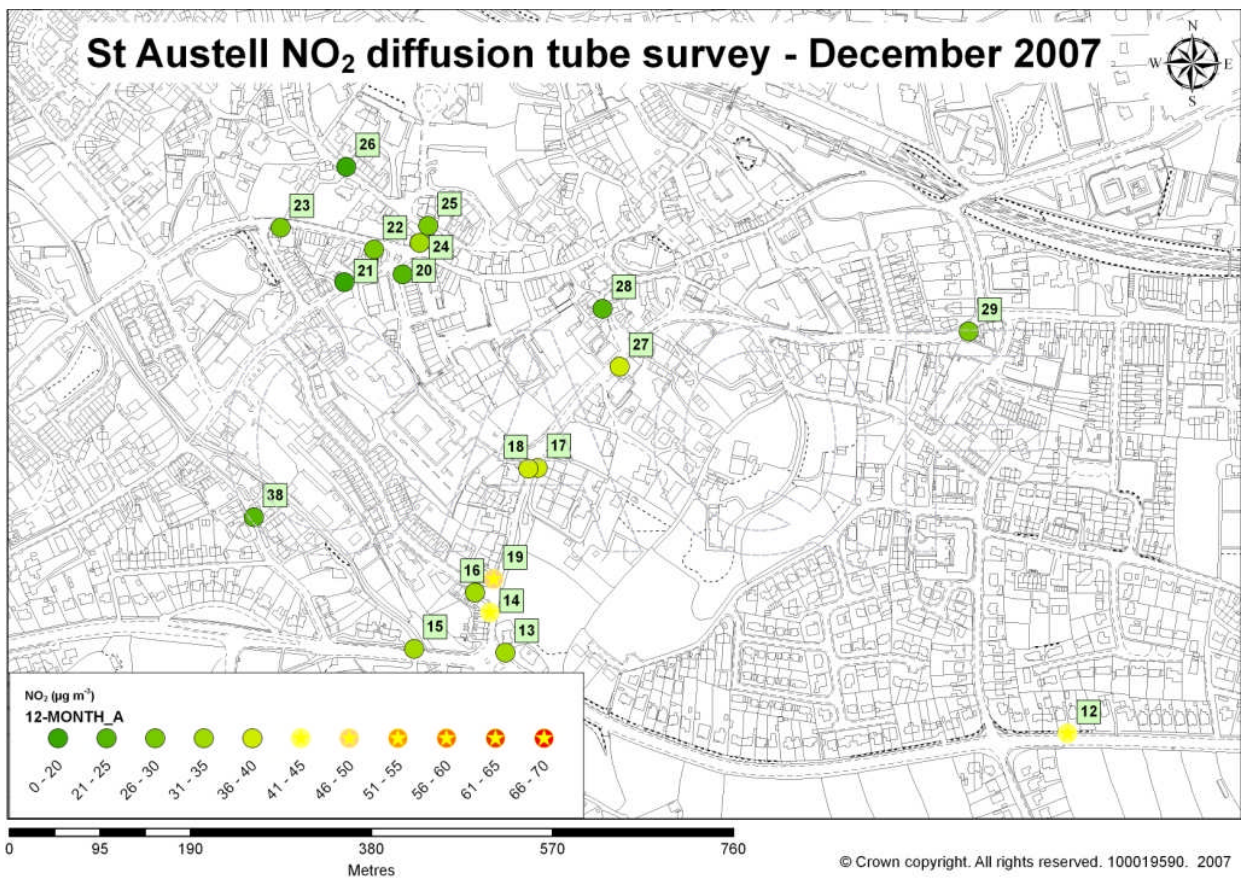 St Austell NO₂ diffusion tube survey - December 2007
N
W E
S
26
23
25
22
24
21
20
28
29
27
18
17
38
19
16
14
15
13
12
NO₂ (µg m⁻³)
12-MONTH_A
0 - 20
21 - 25
26 - 30
31 - 35
36 - 40
41 - 45
46 - 50
51 - 55
56 - 60
61 - 65
66 - 70
0 95 190 380 570 760
Metres
© Crown copyright. All rights reserved. 100019590. 2007